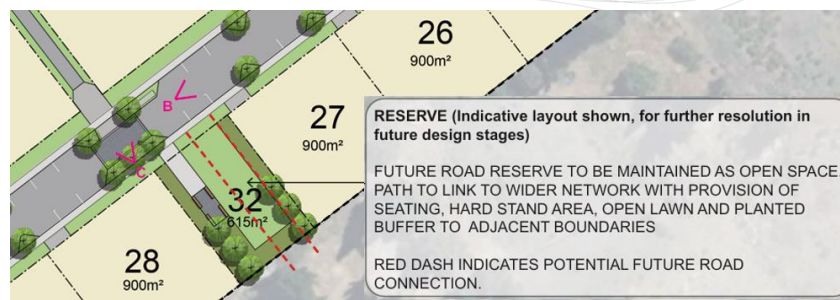 26
900m²
B
27
900m²
C
32
615m²
28
900m²
RESERVE (Indicative layout shown, for further resolution in
future design stages)
FUTURE ROAD RESERVE TO BE MAINTAINED AS OPEN SPACE.
PATH TO LINK TO WIDER NETWORK WITH PROVISION OF
SEATING, HARD STAND AREA, OPEN LAWN AND PLANTED
BUFFER TO ADJACENT BOUNDARIES
RED DASH INDICATES POTENTIAL FUTURE ROAD
CONNECTION.